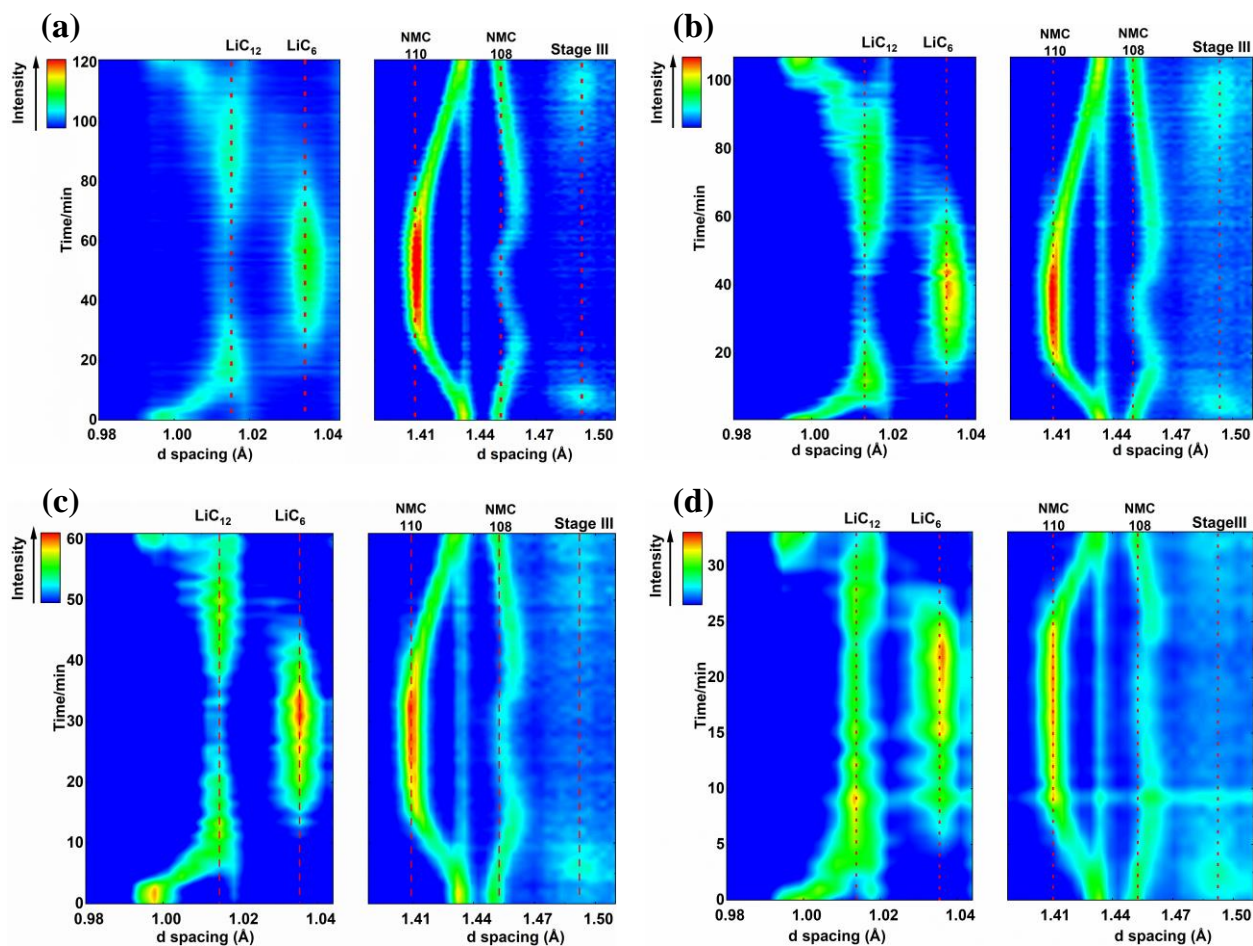 (a)
LiC12 LiC6
NMC 110
NMC 108
Stage III
Intensity
120
100
80
60
40
20
0
Time/min
0.98 1.00 1.02 1.04
d spacing (Å)
1.41 1.44 1.47 1.50
d spacing (Å)
(b)
LiC12 LiC6
NMC 110
NMC 108
Stage III
Intensity
100
80
60
40
20
Time/min
0.98 1.00 1.02 1.04
d spacing (Å)
1.41 1.44 1.47 1.50
d spacing (Å)
(c)
LiC12 LiC6
NMC 110
NMC 108
Stage III
Intensity
60
50
40
30
20
10
0
Time/min
0.98 1.00 1.02 1.04
d spacing (Å)
1.41 1.44 1.47 1.50
d spacing (Å)
(d)
LiC12 LiC6
NMC 110
NMC 108
StageIII
Intensity
30
25
20
15
10
5
0
Time/min
0.98 1.00 1.02 1.04
d spacing (Å)
1.41 1.44 1.47 1.50
d spacing (Å)